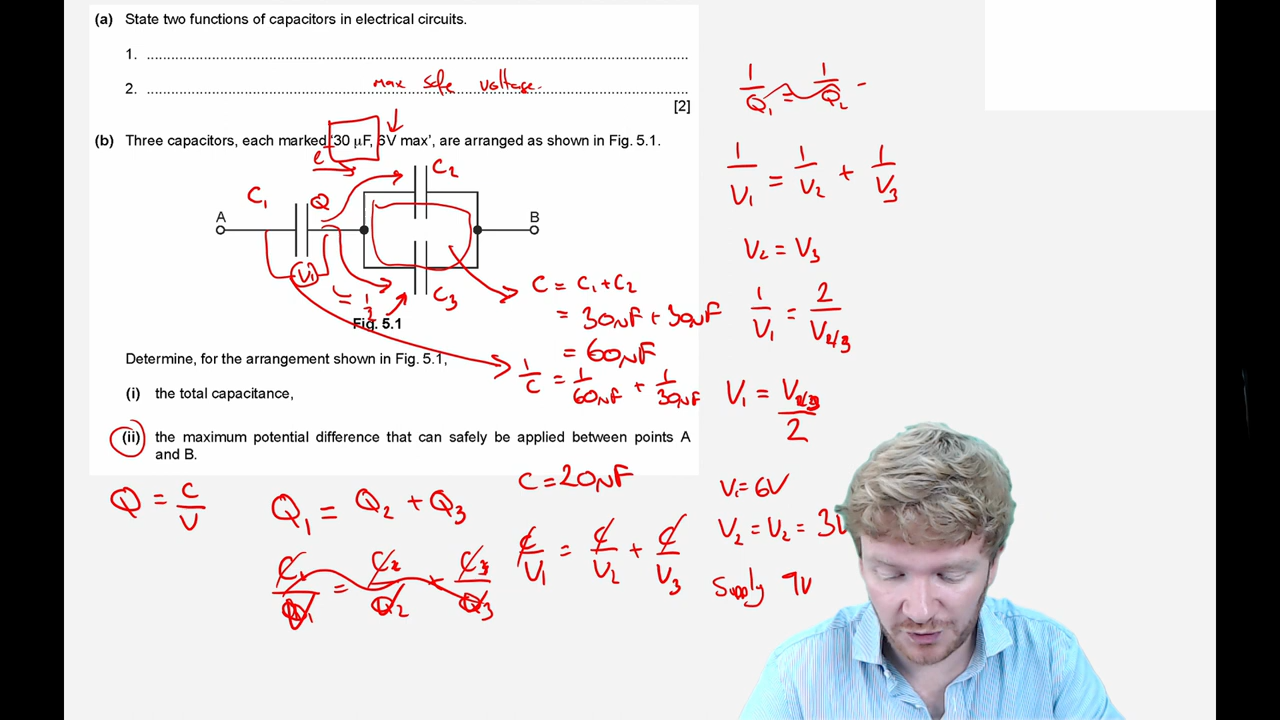 (a) State two functions of capacitors in electrical circuits.
1. ........................................
2. ........................................
max safe voltage.
[2]
(b) Three capacitors, each marked '30 μF, 6V max', are arranged as shown in Fig. 5.1.
e
C₁ Q C₂
A B
V₁
= 1/2
C₃
Fig. 5.1
Determine, for the arrangement shown in Fig. 5.1,
(i) the total capacitance,
(ii) the maximum potential difference that can safely be applied between points A
and B.
C = C₁ + C₂
= 30μF + 30μF
= 60μF
1/C = 1/60μF + 1/30μF
C = 20μF
Q = C/V
Q₁ = Q₂ + Q₃
C₁/Q₁ = C₂/Q₂ + C₃/Q₃
C/V₁ = C/V₂ + C/V₃
1/Q₁ = 1/Q₂ -
1/V₁ = 1/V₂ + 1/V₃
V₂ = V₃
1/V₁ = 2/V₂/₃
V₁ = V₂/₃/2
V₁ = 6V
V₂ = V₂ = 3V
Supply 9V